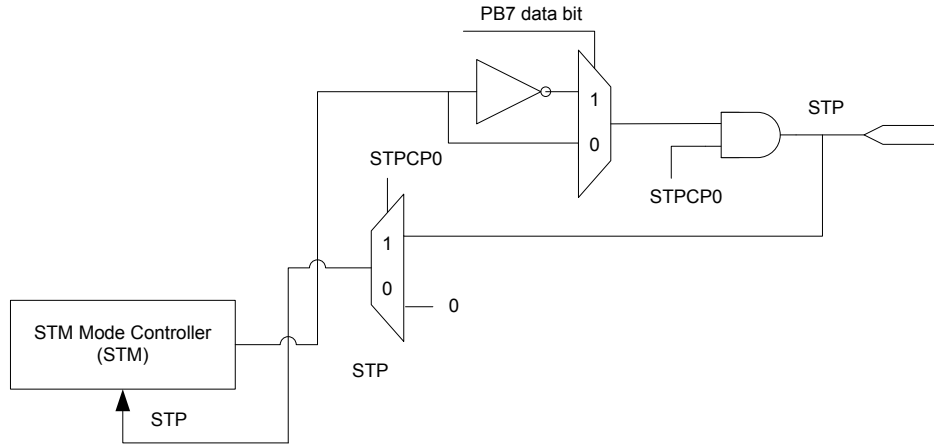 PB7 data bit
1
0
STP
STPCP0
STPCP0
1
0
0
STM Mode Controller
(STM)
STP
STP